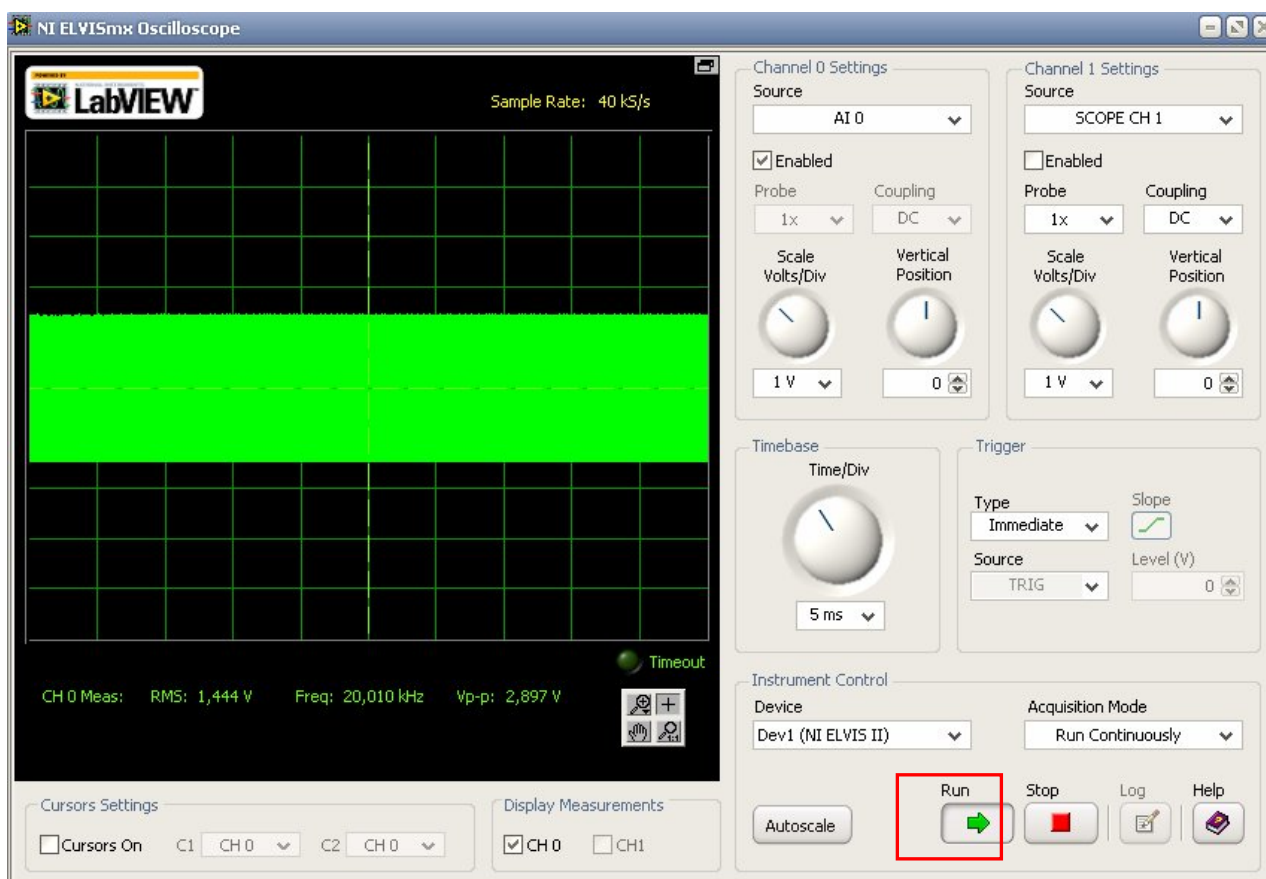 NI ELVISmx Oscilloscope
LabVIEW
Sample Rate: 40 kS/s
Timeout
CH 0 Meas: RMS: 1,444 V Freq: 20,010 kHz Vp-p: 2,897 V
Cursors Settings
Cursors On C1 CH 0 C2 CH 0
Display Measurements
CH 0 CH1
Channel 0 Settings
Source
AI 0
Enabled
Probe Coupling
1x DC
Scale
Volts/Div
Vertical
Position
1 V 0
Channel 1 Settings
Source
SCOPE CH 1
Enabled
Probe Coupling
1x DC
Scale
Volts/Div
Vertical
Position
1 V 0
Timebase
Time/Div
5 ms
Trigger
Type Slope
Immediate
Source Level (V)
TRIG 0
Instrument Control
Device Acquisition Mode
Dev1 (NI ELVIS II) Run Continuously
Run Stop Log Help
Autoscale